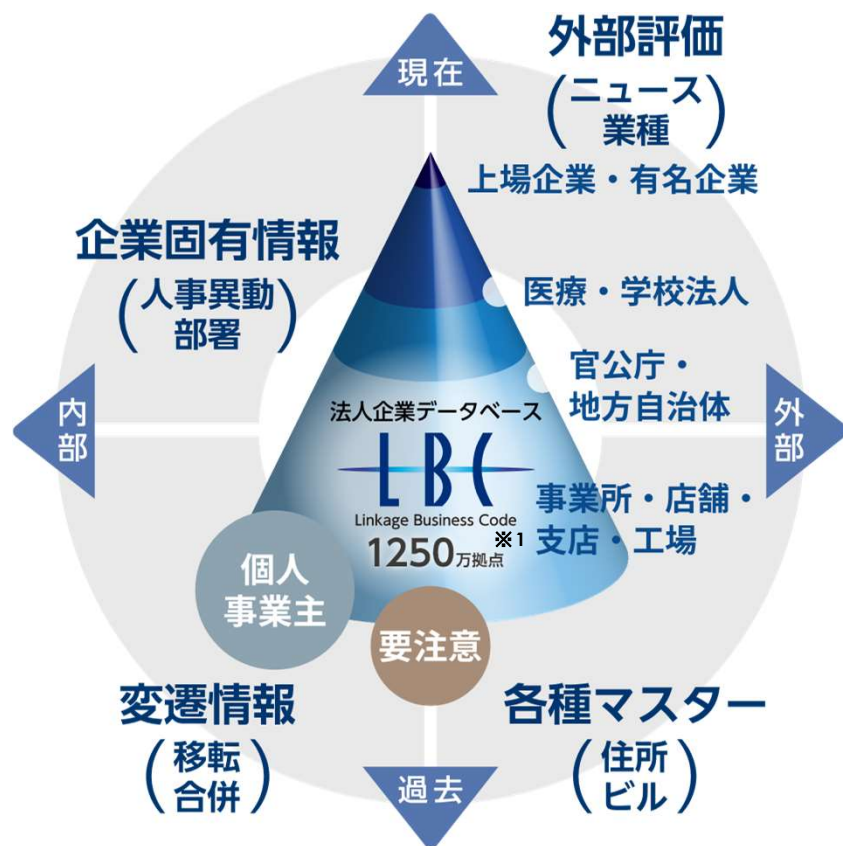 現在
外部評価
(ニュース
業種)
上場企業・有名企業
企業固有情報
(人事異動
部署)
医療・学校法人
官公庁・
地方自治体
内部
外部
法人企業データベース
LBC
Linkage Business Code
1250万拠点※1
事業所・店舗・
支店・工場
個人
事業主
要注意
変遷情報
(移転
合併)
各種マスター
(住所
ビル)
過去